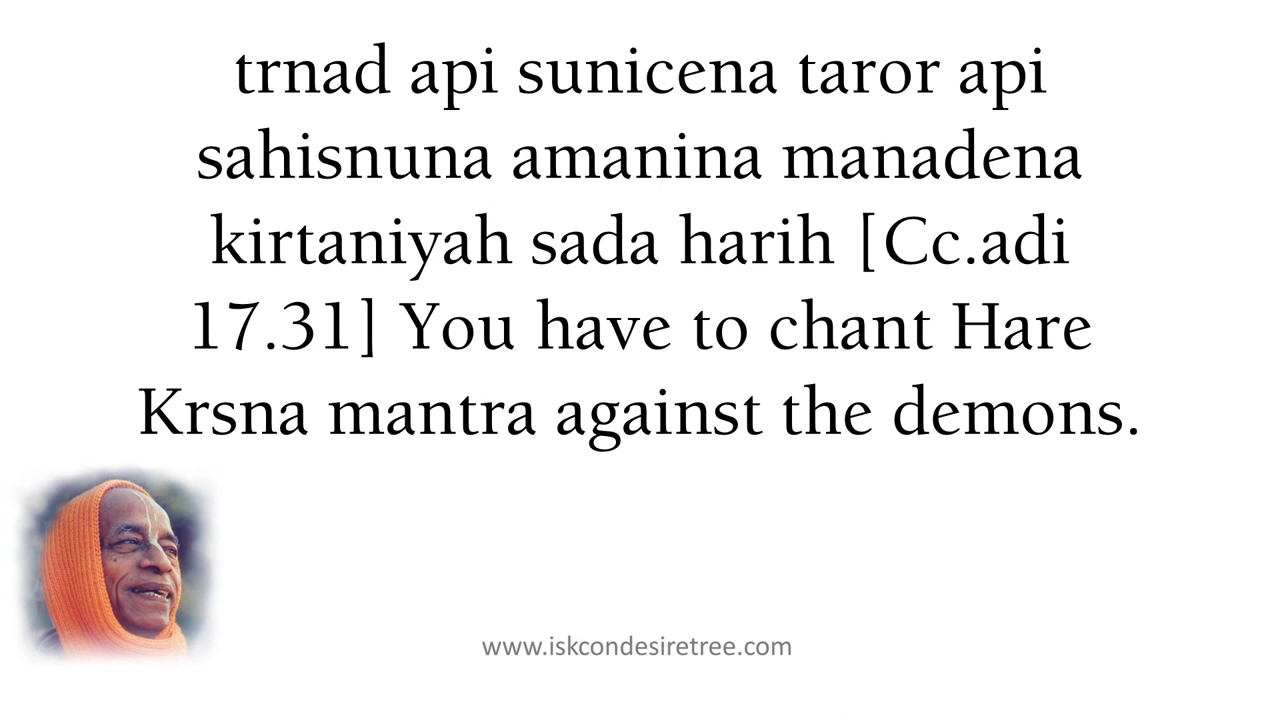 trnad api sunicena taror api
sahisnuna amanina manadena
kirtaniyah sada harih [Cc.adi
17.31] You have to chant Hare
Krsna mantra against the demons.
www.iskcondesiretree.com